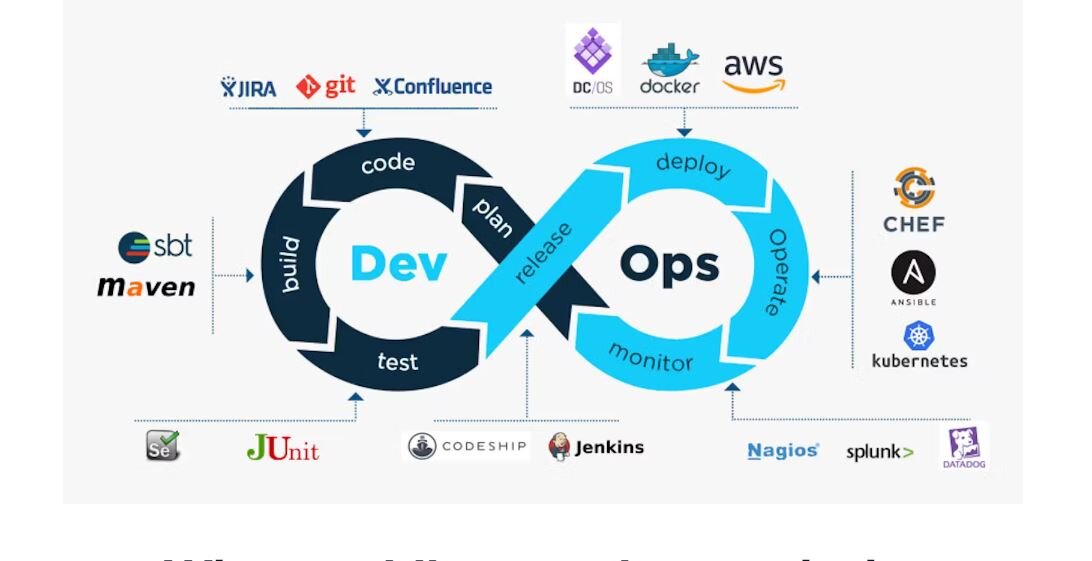 JIRA
git
Confluence
DC/OS
docker
aws
code
plan
build
test
release
deploy
Operate
monitor
Dev
Ops
sbt
maven
CHEF
ANSIBLE
kubernetes
Se
JUnit
CODESHIP
Jenkins
Nagios®
splunk>
DATADOG